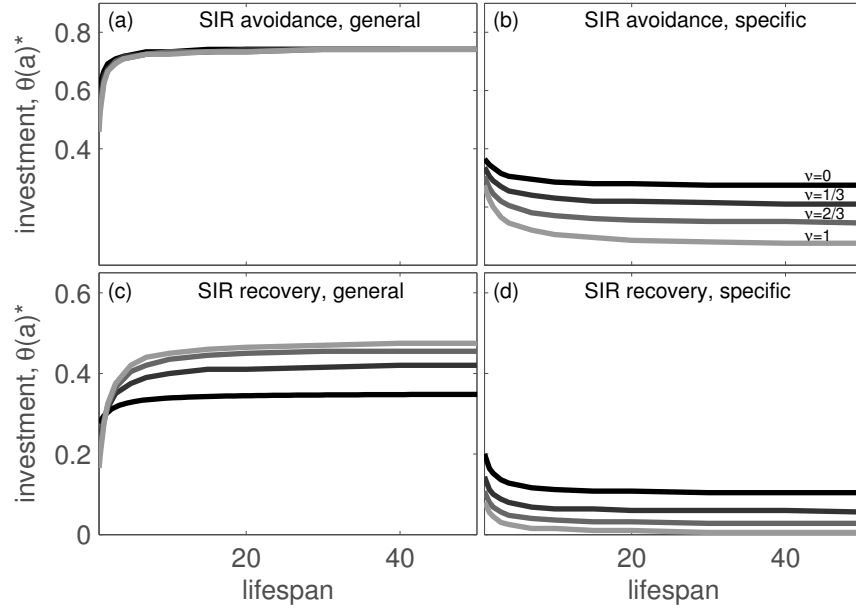 (a) SIR avoidance, general
(b) SIR avoidance, specific
0.8
0.6
0.4
investment, θ(a)*
ν=0
ν=1/3
ν=2/3
ν=1
(c) SIR recovery, general
(d) SIR recovery, specific
0.6
0.4
0.2
0
investment, θ(a)*
20 40
20 40
lifespan
lifespan